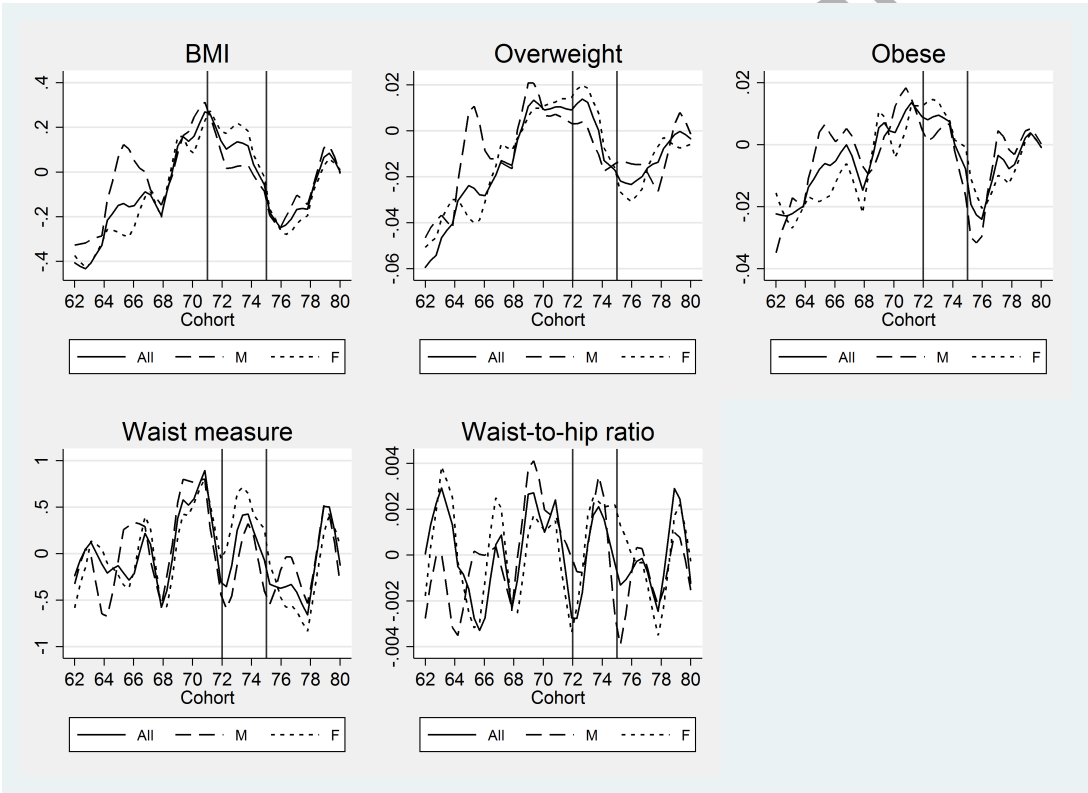 BMI
.4
.2
0
-.2
-.4
62 64 66 68 70 72 74 76 78 80
Cohort
All M F
Overweight
.02
0
-.02
-.04
-.06
62 64 66 68 70 72 74 76 78 80
Cohort
All M F
Obese
.02
0
-.02
-.04
62 64 66 68 70 72 74 76 78 80
Cohort
All M F
Waist measure
1
.5
0
-.5
-1
62 64 66 68 70 72 74 76 78 80
Cohort
All M F
Waist-to-hip ratio
.004
.002
0
-.002
-.004
62 64 66 68 70 72 74 76 78 80
Cohort
All M F